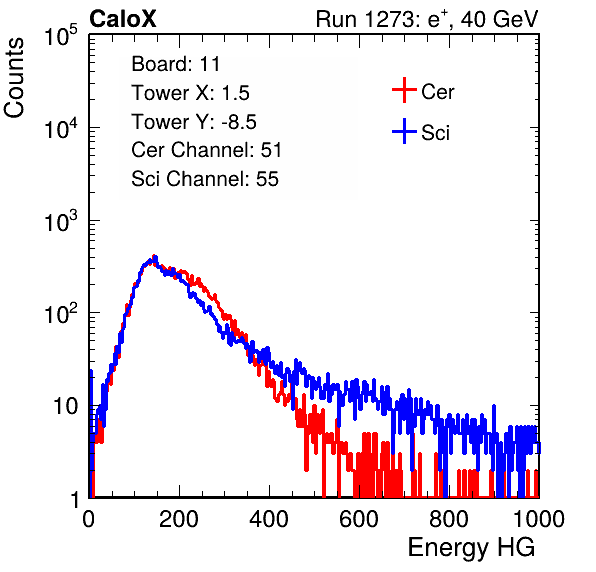 CaloX Run 1273: e⁺, 40 GeV
Counts
Board: 11
Tower X: 1.5
Tower Y: -8.5
Cer Channel: 51
Sci Channel: 55
Cer
Sci
10⁵
10⁴
10³
10²
10
1
0 200 400 600 800 1000
Energy HG